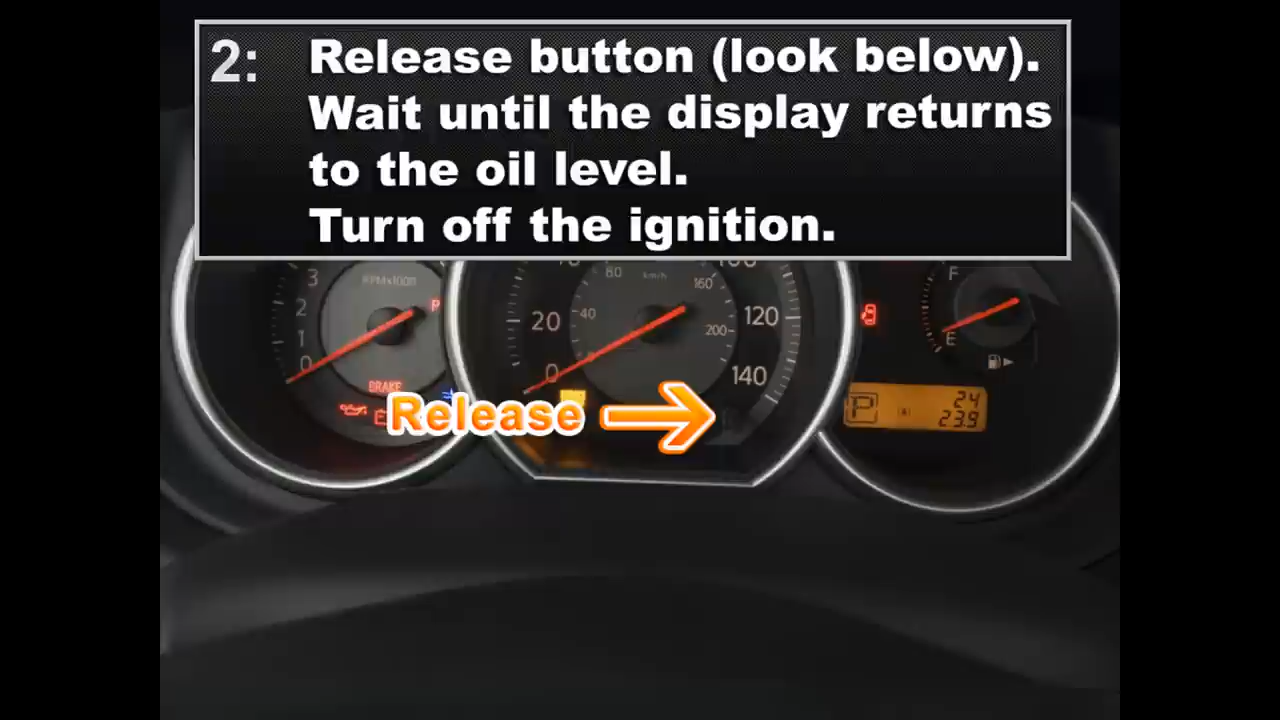 2: Release button (look below).
Wait until the display returns
to the oil level.
Turn off the ignition.
3
2
1
0
RPMx1000
BRAKE
20
0
40
60
80
km/h
160
200
120
140
F
E
P
24
23.9
Release